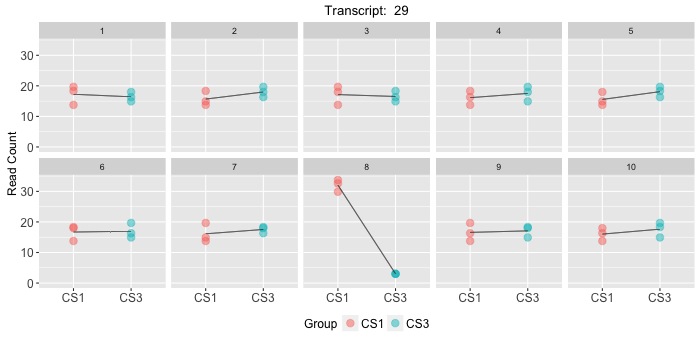 Transcript: 29
1 2 3 4 5
30
20
10
0
6 7 8 9 10
30
20
10
0
Read Count
CS1 CS3 CS1 CS3 CS1 CS3 CS1 CS3 CS1 CS3
Group CS1 CS3